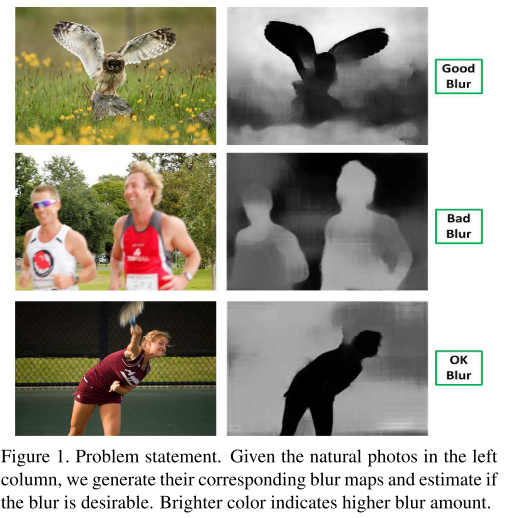 Good
Blur
Bad
Blur
OK
Blur
Figure 1. Problem statement. Given the natural photos in the left
column, we generate their corresponding blur maps and estimate if
the blur is desirable. Brighter color indicates higher blur amount.